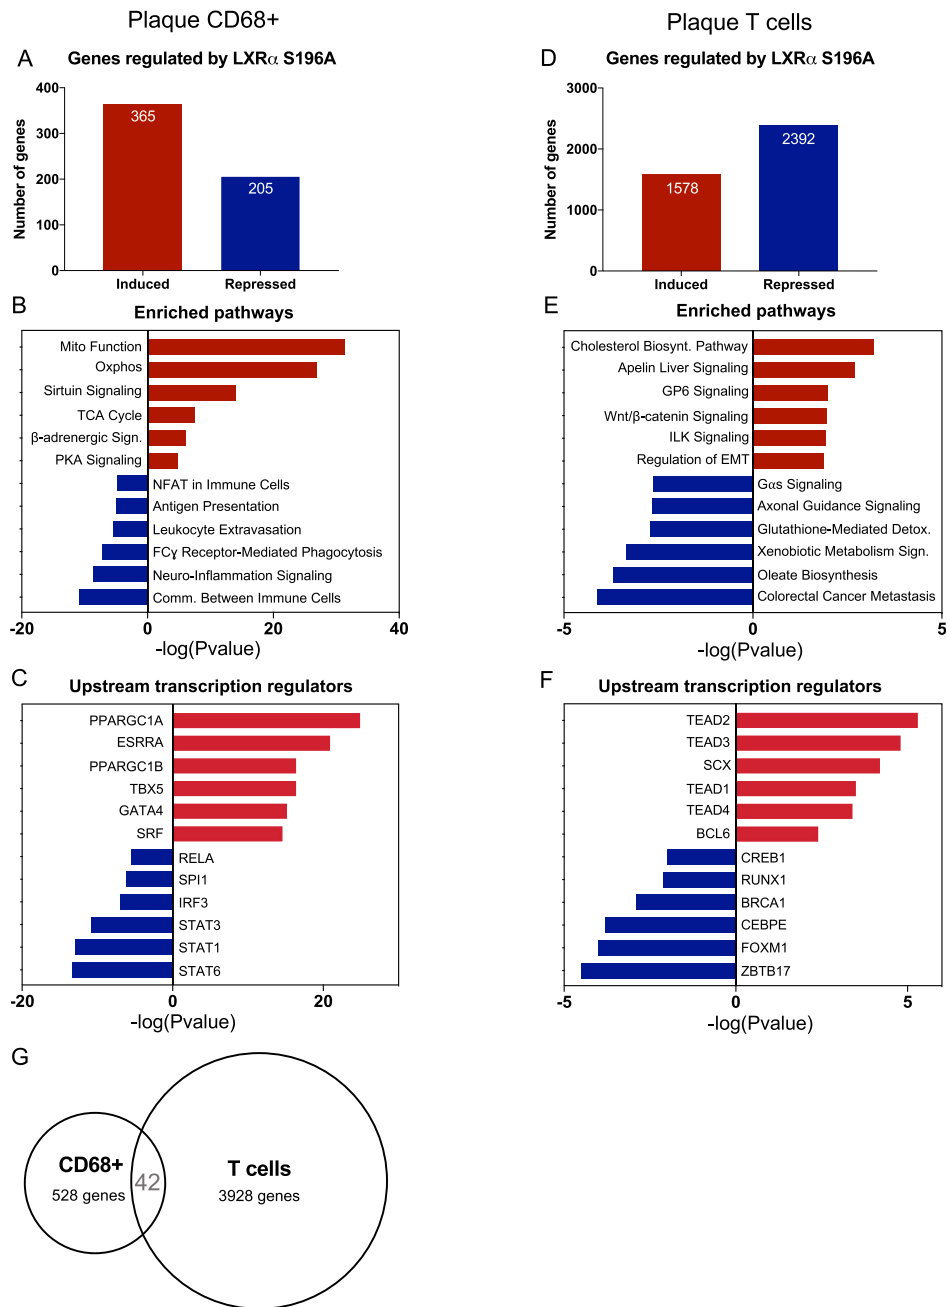 Plaque CD68+
A
Genes regulated by LXRα S196A
Number of genes
400
300
200
100
0
365
205
Induced
Repressed
B
Enriched pathways
Mito Function
Oxphos
Sirtuin Signaling
TCA Cycle
β-adrenergic Sign.
PKA Signaling
NFAT in Immune Cells
Antigen Presentation
Leukocyte Extravasation
FCγ Receptor-Mediated Phagocytosis
Neuro-Inflammation Signaling
Comm. Between Immune Cells
-20 0 20 40
-log(Pvalue)
C
Upstream transcription regulators
PPARGC1A
ESRRA
PPARGC1B
TBX5
GATA4
SRF
RELA
SPI1
IRF3
STAT3
STAT1
STAT6
-20 0 20
-log(Pvalue)
Plaque T cells
D
Genes regulated by LXRα S196A
Number of genes
3000
2000
1000
0
1578
2392
Induced
Repressed
E
Enriched pathways
Cholesterol Biosynt. Pathway
Apelin Liver Signaling
GP6 Signaling
Wnt/β-catenin Signaling
ILK Signaling
Regulation of EMT
Gαs Signaling
Axonal Guidance Signaling
Glutathione-Mediated Detox.
Xenobiotic Metabolism Sign.
Oleate Biosynthesis
Colorectal Cancer Metastasis
-5 0 5
-log(Pvalue)
F
Upstream transcription regulators
TEAD2
TEAD3
SCX
TEAD1
TEAD4
BCL6
CREB1
RUNX1
BRCA1
CEBPE
FOXM1
ZBTB17
-5 0 5
-log(Pvalue)
G
CD68+
528 genes
42
T cells
3928 genes